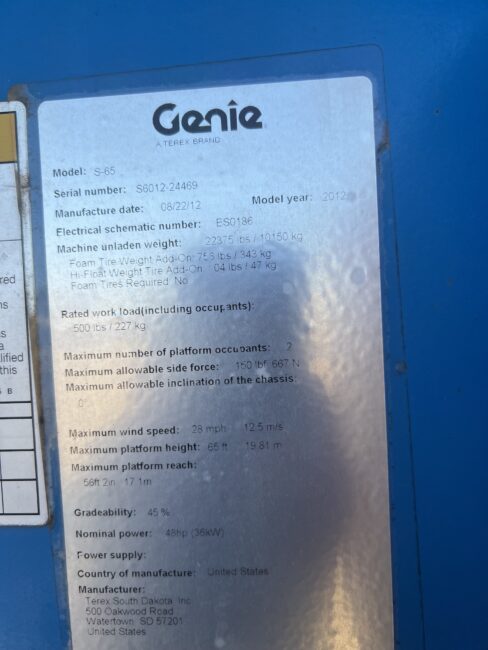 Genie
A TEREX BRAND
Model: S-65
Serial number: S6012-24469
Manufacture date: 08/22/12 Model year: 2012
Electrical schematic number: ES0186
Machine unladen weight: 22375 lbs / 10150 kg
Foam Tire Weight Add-On: 756 lbs / 343 kg
Hi-Float Weight Tire Add-On: 04 lbs / 47 kg
Foam Tires Required: No
Rated work load(including occupants):
500 lbs / 227 kg
Maximum number of platform occupants: 2
Maximum allowable side force: 150 lbf 667 N
Maximum allowable inclination of the chassis:
0°
Maximum wind speed: 28 mph 12.5 m/s
Maximum platform height: 65 ft 19.81 m
Maximum platform reach:
56ft 2in 17.1m
Gradeability: 45 %
Nominal power: 48hp (36kW)
Power supply:
Country of manufacture: United States
Manufacturer:
Terex South Dakota Inc
500 Oakwood Road
Watertown SD 57201
United States
red
ns
s
a
lified
this
B